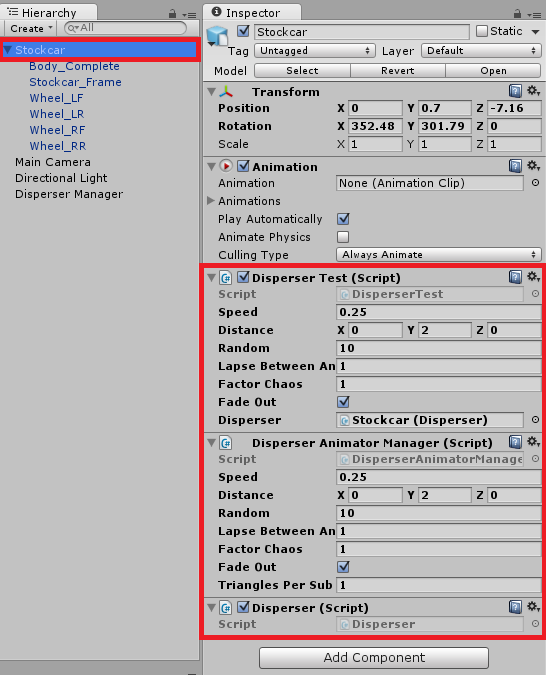 Hierarchy
Create
All
Stockcar
Body_Complete
Stockcar_Frame
Wheel_LF
Wheel_LR
Wheel_RF
Wheel_RR
Main Camera
Directional Light
Disperser Manager
Inspector
Stockcar Static
Tag Untagged Layer Default
Model Select Revert Open
Transform
Position X 0 Y 0.7 Z -7.16
Rotation X 352.48 Y 301.79 Z 0
Scale X 1 Y 1 Z 1
Animation
Animation None (Animation Clip)
Animations
Play Automatically
Animate Physics
Culling Type Always Animate
Disperser Test (Script)
Script DisperserTest
Speed 0.25
Distance X 0 Y 2 Z 0
Random 10
Lapse Between An 1
Factor Chaos 1
Fade Out
Disperser Stockcar (Disperser)
Disperser Animator Manager (Script)
Script DisperserAnimatorManage
Speed 0.25
Distance X 0 Y 2 Z 0
Random 10
Lapse Between An 1
Factor Chaos 1
Fade Out
Triangles Per Sub 1
Disperser (Script)
Script Disperser
Add Component